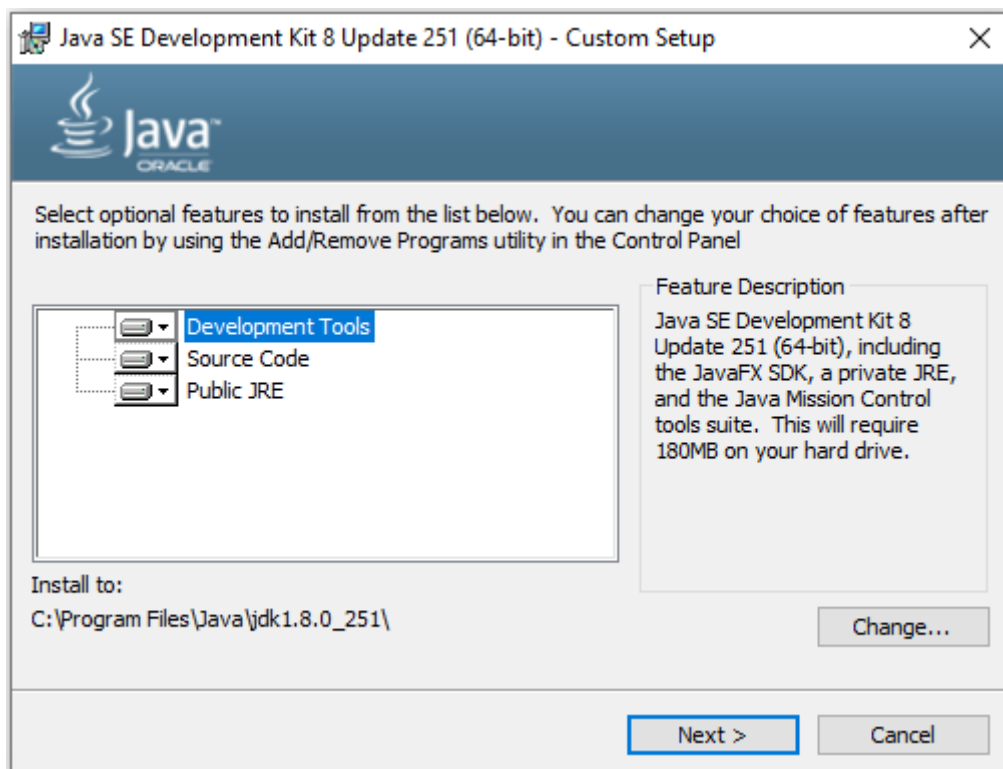 Java SE Development Kit 8 Update 251 (64-bit) - Custom Setup
Java™
ORACLE
Select optional features to install from the list below.  You can change your choice of features after
installation by using the Add/Remove Programs utility in the Control Panel
Development Tools
Source Code
Public JRE
Feature Description
Java SE Development Kit 8
Update 251 (64-bit), including
the JavaFX SDK, a private JRE,
and the Java Mission Control
tools suite.  This will require
180MB on your hard drive.
Install to:
C:\Program Files\Java\jdk1.8.0_251\
Change...
Next >
Cancel